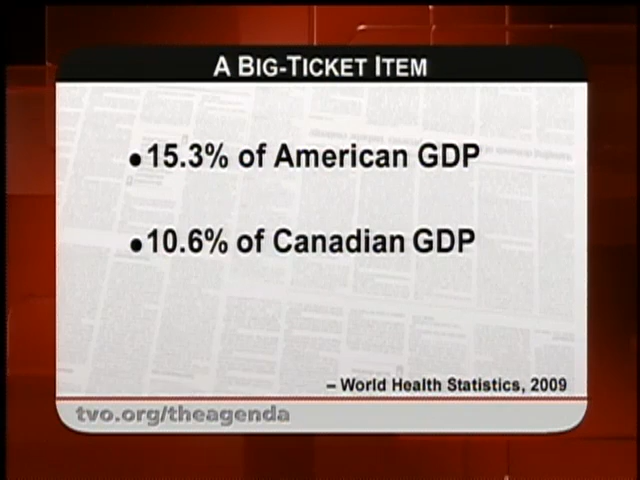 A BIG-TICKET ITEM
•15.3% of American GDP
•10.6% of Canadian GDP
– World Health Statistics, 2009
tvo.org/theagenda